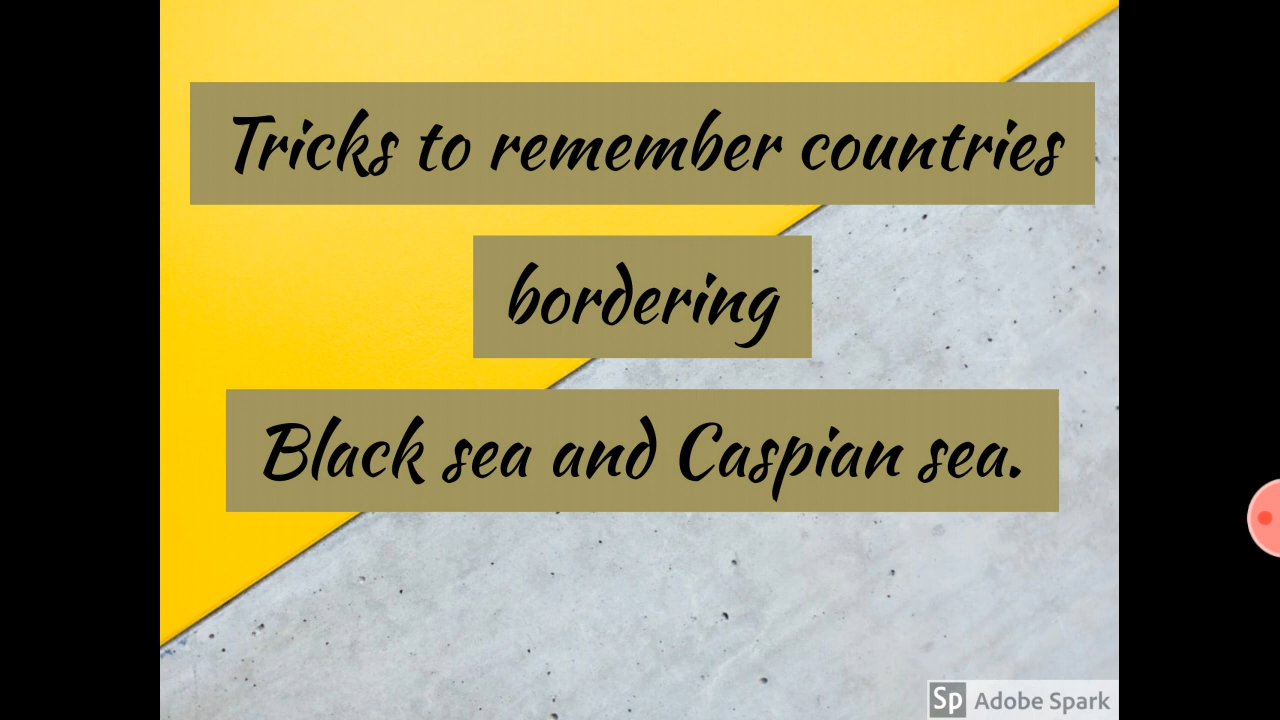 Tricks to remember countries
bordering
Black sea and Caspian sea.
Sp Adobe Spark